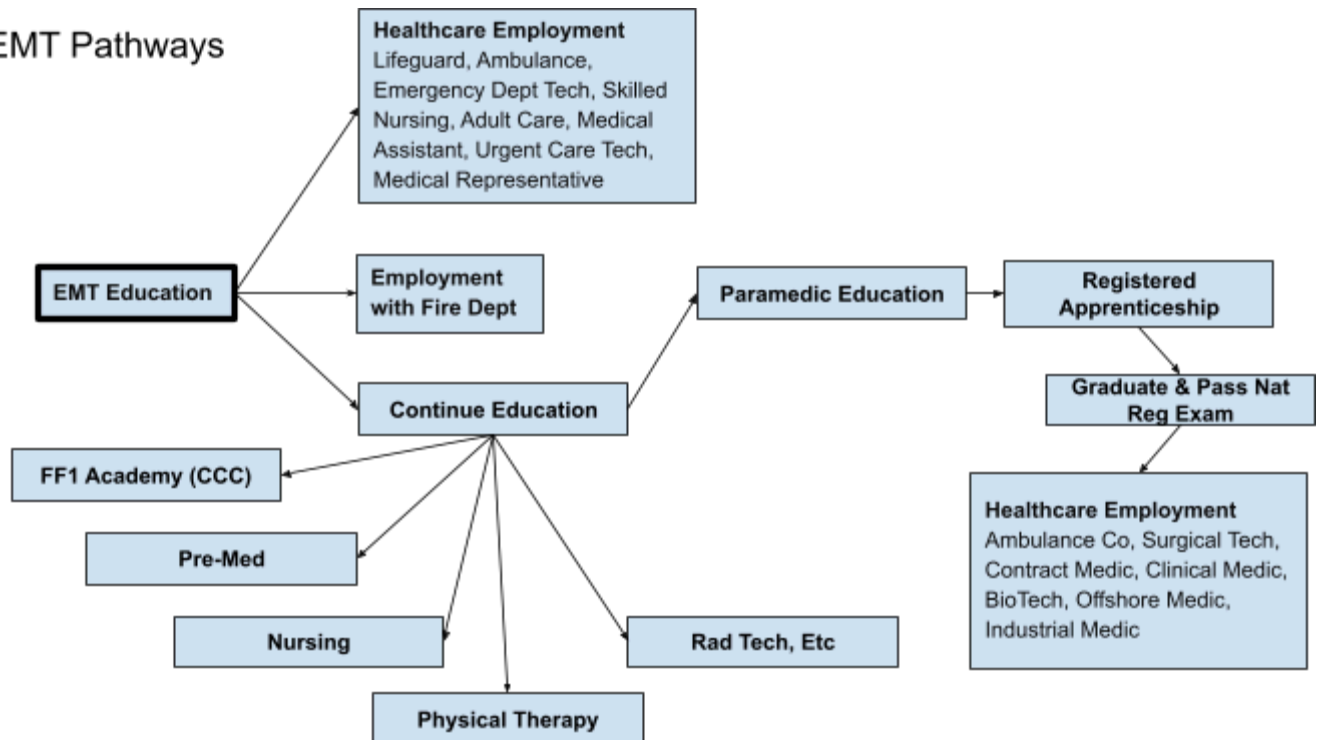 EMT Pathways
Healthcare Employment
Lifeguard, Ambulance,
Emergency Dept Tech, Skilled
Nursing, Adult Care, Medical
Assistant, Urgent Care Tech,
Medical Representative
EMT Education
Employment
with Fire Dept
Paramedic Education
Registered
Apprenticeship
Continue Education
Graduate & Pass Nat
Reg Exam
FF1 Academy (CCC)
Healthcare Employment
Ambulance Co, Surgical Tech,
Contract Medic, Clinical Medic,
BioTech, Offshore Medic,
Industrial Medic
Pre-Med
Nursing
Rad Tech, Etc
Physical Therapy